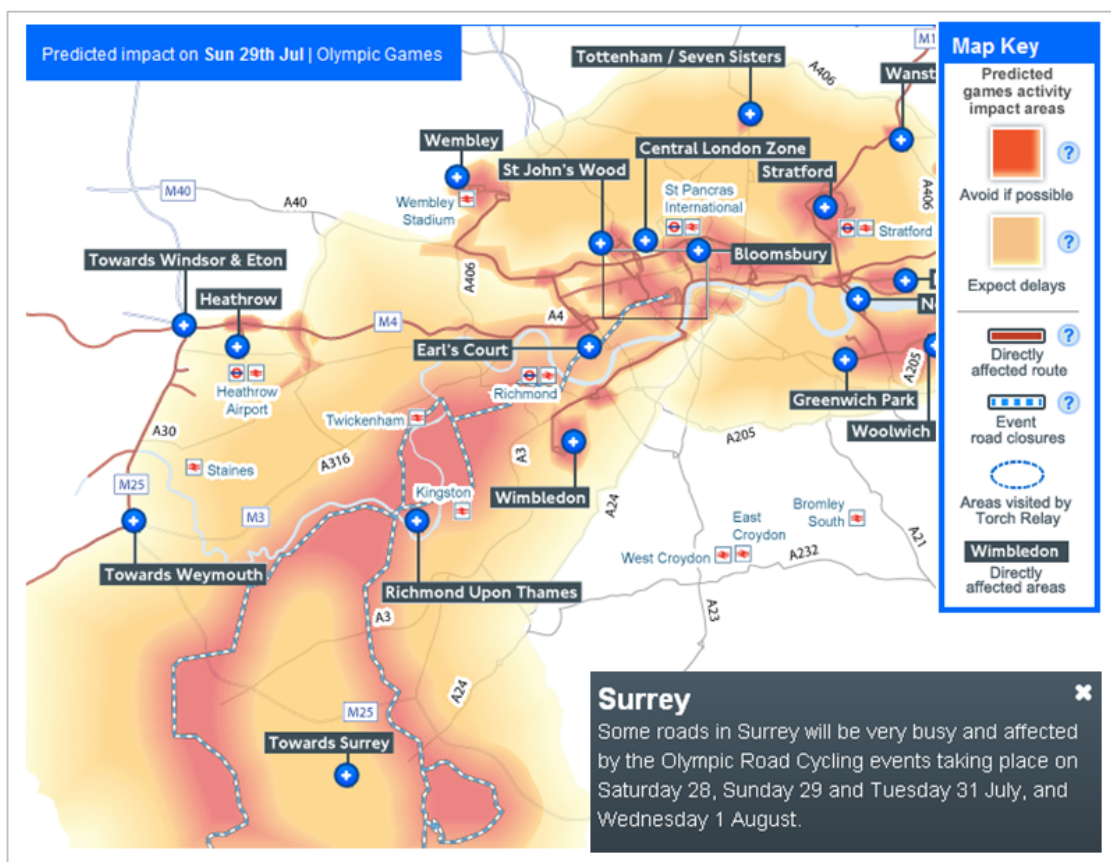 Predicted impact on Sun 29th Jul | Olympic Games
M1
Map Key
Predicted
games activity
impact areas
?
Avoid if possible
?
Expect delays
?
Directly
affected route
?
Event
road closures
Areas visited by
Torch Relay
Wimbledon
Directly
affected areas
Tottenham / Seven Sisters
A406
Wanst
Wembley
Central London Zone
St John's Wood
Stratford
M40
A40
Wembley
Stadium
St Pancras
International
A406
Stratford
Towards Windsor & Eton
Bloomsbury
A406
Heathrow
M4
A4
Earl's Court
Richmond
A205
Heathrow
Airport
Greenwich Park
Twickenham
A30
A316
A3
A205
Woolwich
Staines
Kingston
Wimbledon
M25
M3
A24
Bromley
South
East
Croydon
A21
West Croydon
A232
Towards Weymouth
Richmond Upon Thames
A3
A23
A24
M25
Towards Surrey
Surrey
Some roads in Surrey will be very busy and affected
by the Olympic Road Cycling events taking place on
Saturday 28, Sunday 29 and Tuesday 31 July, and
Wednesday 1 August.